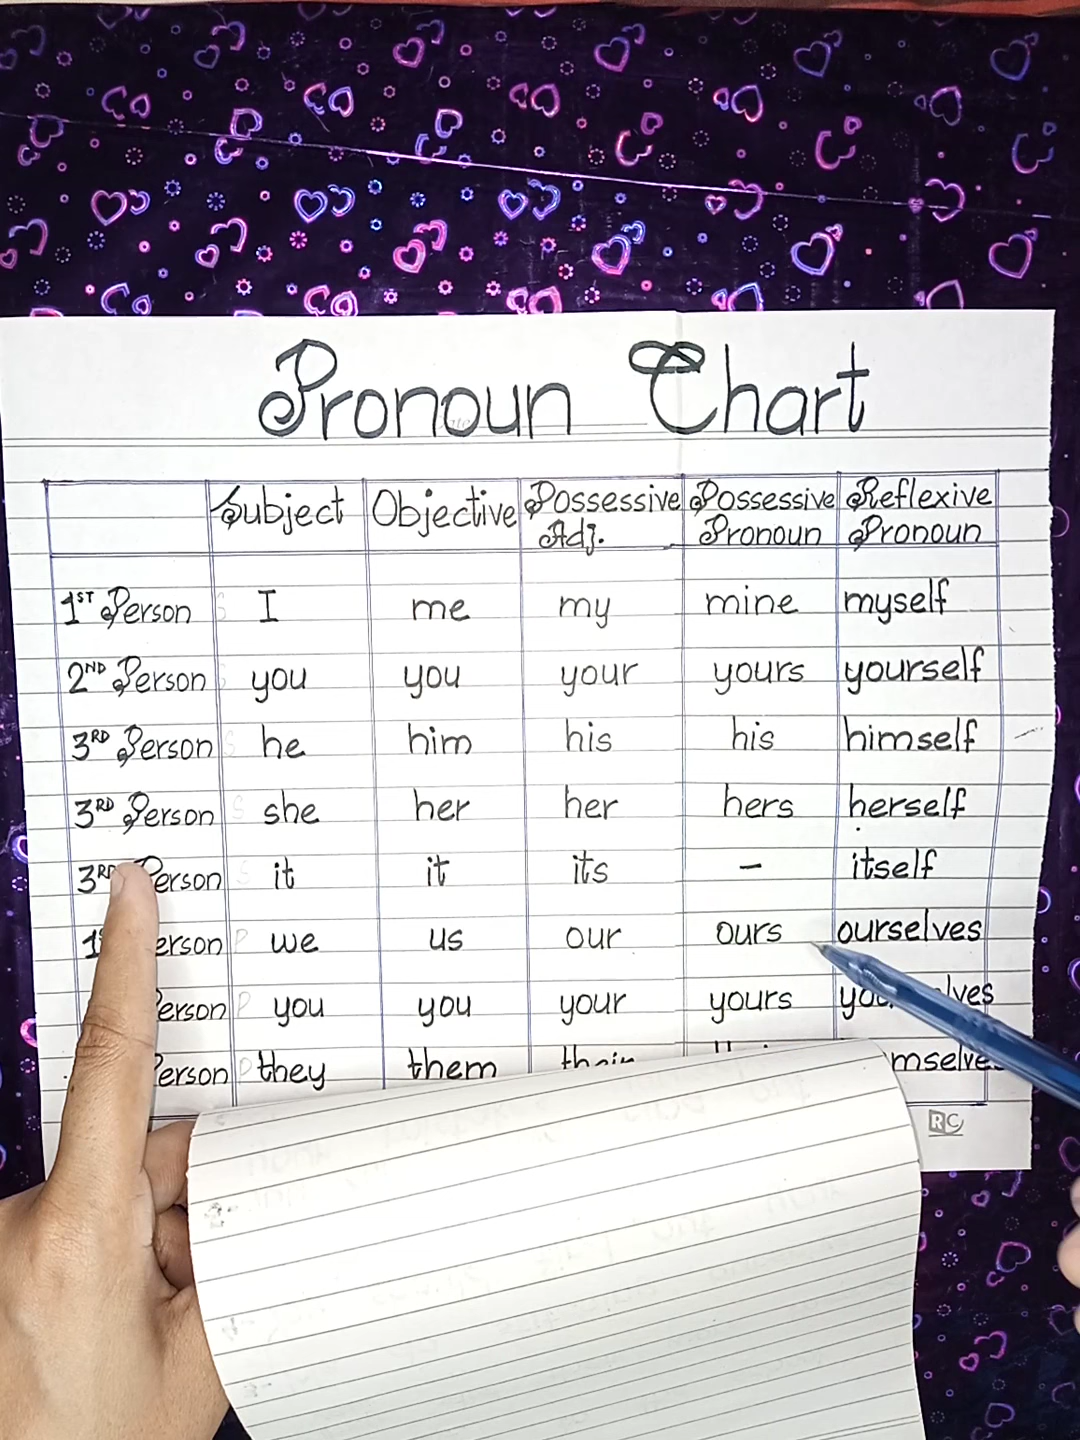 Pronoun Chart
Subject Objective Possessive Adj. Possessive Pronoun Reflexive Pronoun
1ST Person I me my mine myself
2ND Person you you your yours yourself
3RD Person he him his his himself
3RD Person she her her hers herself
3RD Person it it its - itself
we us our ours ourselves
you you your yours
they them
RC